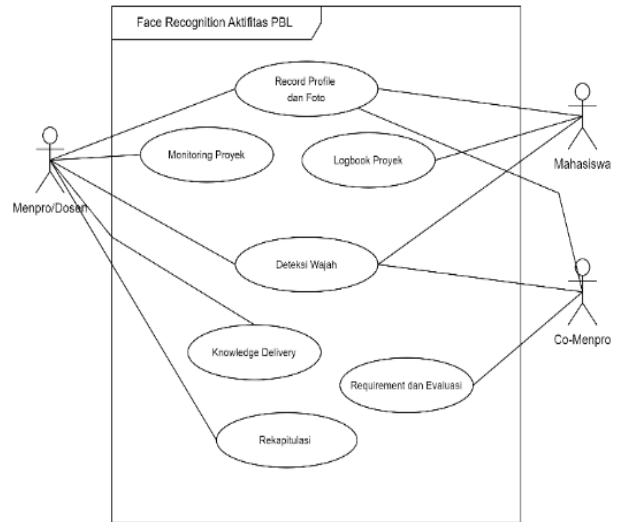 Face Recognition Aktifitas PBL
Record Profile
dan Foto
Monitoring Proyek
Logbook Proyek
Mahasiswa
Menpro/Dosen
Deteksi Wajah
Co-Menpro
Knowledge Delivery
Requirement dan Evaluasi
Rekapitulasi